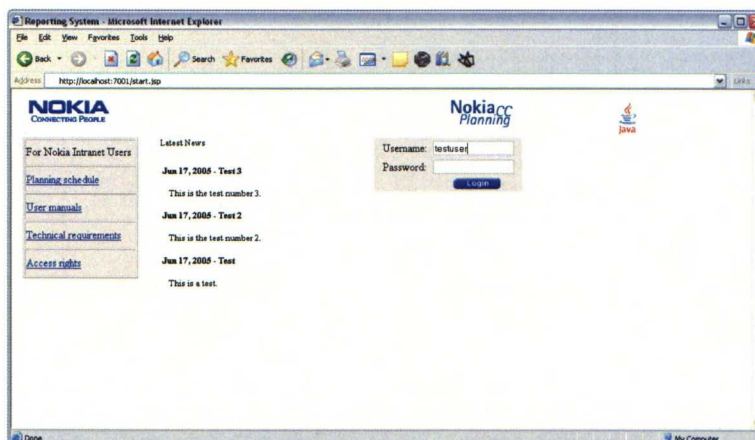 Reporting System - Microsoft Internet Explorer
File Edit View Favorites Tools Help
Back Search Favorites
Address http://localhost:7001/start.jsp Links
NOKIA
CONNECTING PEOPLE
Nokia CC
Planning
Java
For Nokia Intranet Users
Planning schedule
User manuals
Technical requirements
Access rights
Latest News
Jun 17, 2005 - Test 3
This is the test number 3.
Jun 17, 2005 - Test 2
This is the test number 2.
Jun 17, 2005 - Test
This is a test.
Username: testuser
Password:
Login
Done My Computer